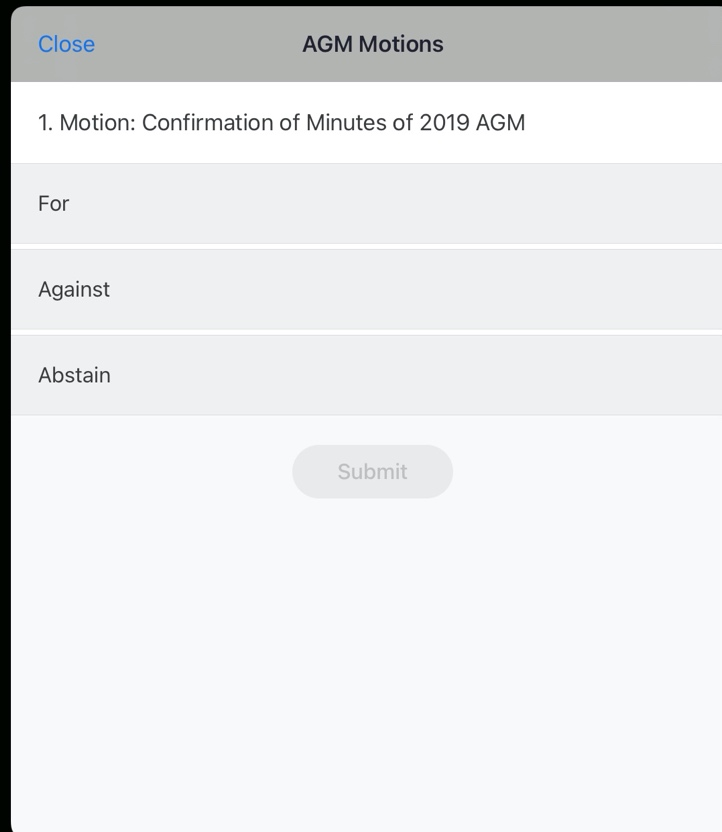 Close AGM Motions
1. Motion: Confirmation of Minutes of 2019 AGM
For
Against
Abstain
Submit